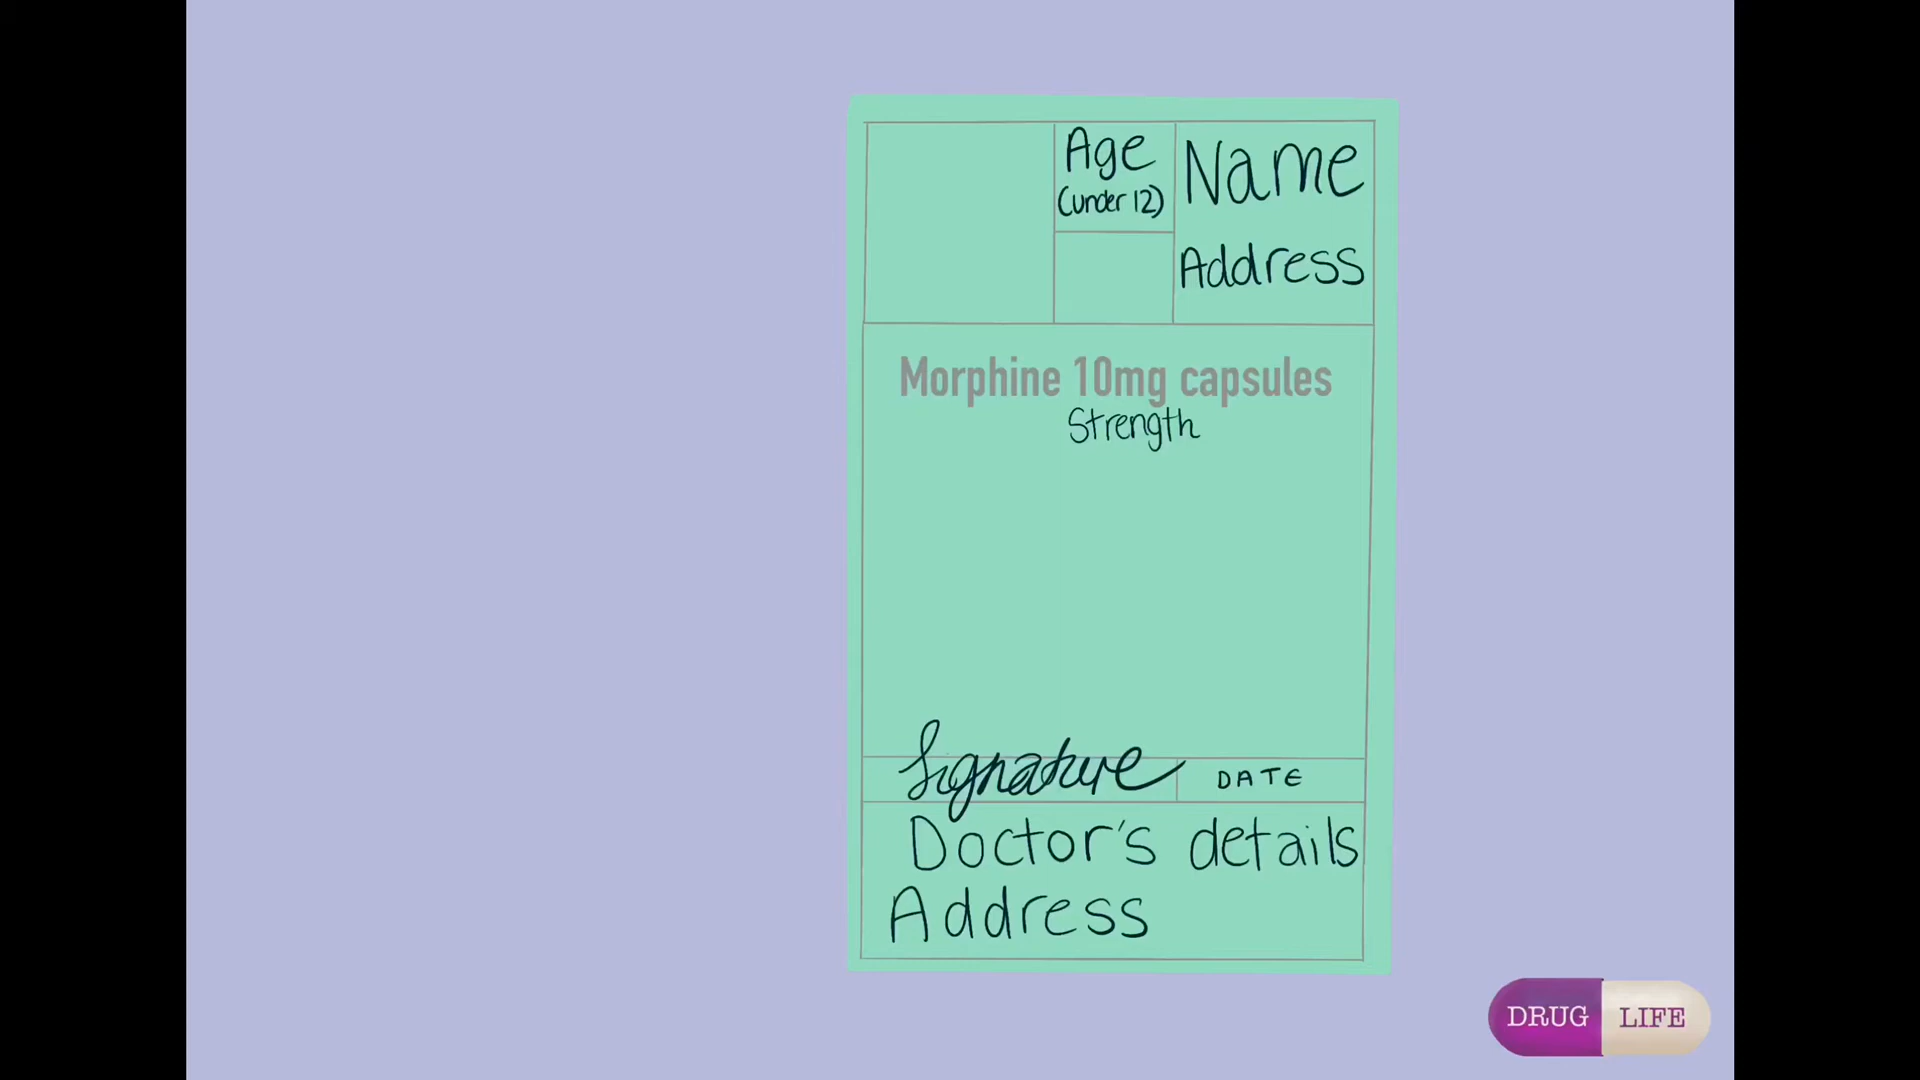 Age
(under 12)
Name
Address
Morphine 10mg capsules
Strength
Signature
DATE
Doctor's details
Address
DRUG LIFE